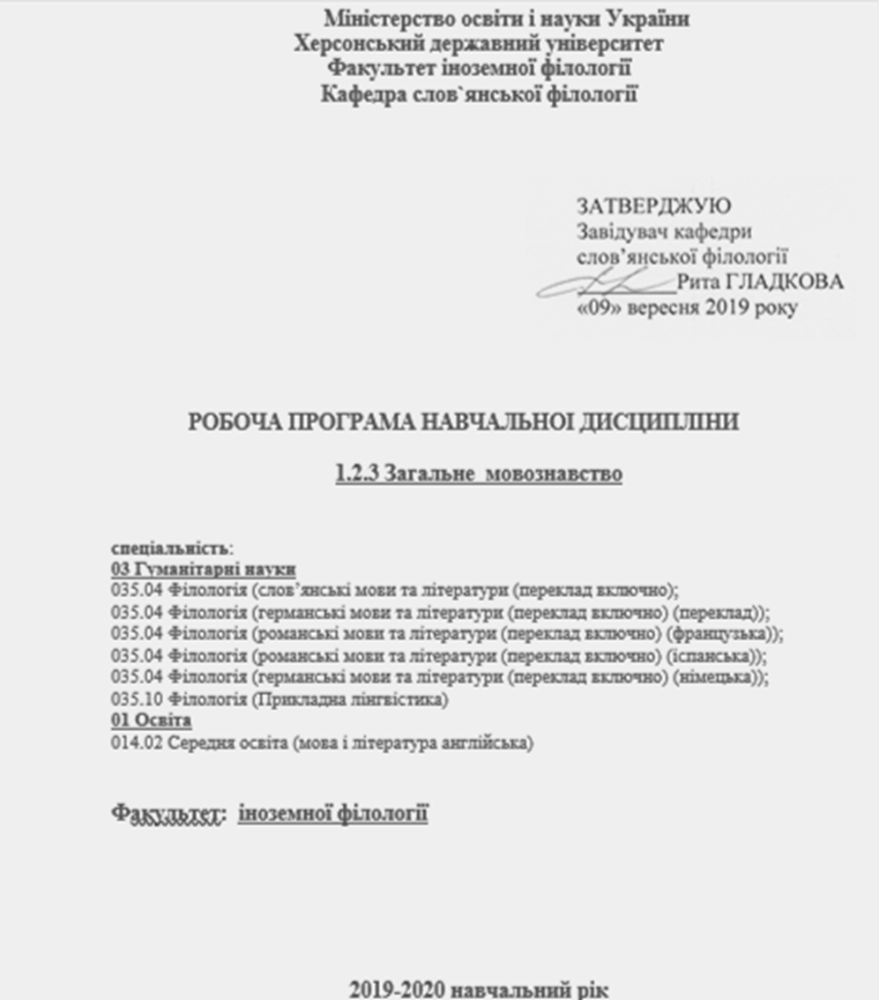 Міністерство освіти і науки України
Херсонський державний університет
Факультет іноземної філології
Кафедра слов`янської філології
ЗАТВЕРДЖУЮ
Завідувач кафедри
слов’янської філології
Рита ГЛАДКОВА
«09» вересня 2019 року
РОБОЧА ПРОГРАМА НАВЧАЛЬНОЇ ДИСЦИПЛІНИ
1.2.3 Загальне мовознавство
спеціальність:
03 Гуманітарні науки
035.04 Філологія (слов’янські мови та літератури (переклад включно);
035.04 Філологія (германські мови та літератури (переклад включно) (переклад));
035.04 Філологія (романські мови та літератури (переклад включно) (французька));
035.04 Філологія (романські мови та літератури (переклад включно) (іспанська));
035.04 Філологія (германські мови та літератури (переклад включно) (німецька));
035.10 Філологія (Прикладна лінгвістика)
01 Освіта
014.02 Середня освіта (мова і література англійська)
Факультет: іноземної філології
2019-2020 навчальний рік